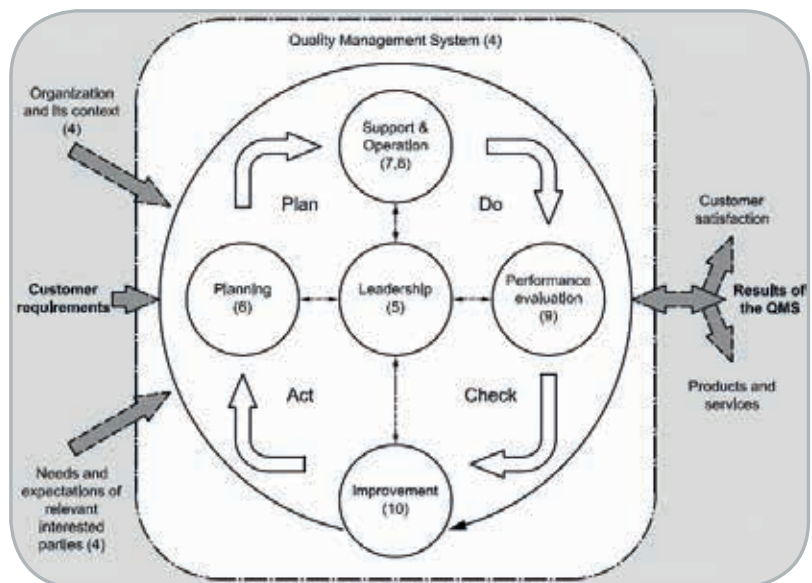 Quality Management System (4)
Organization
and its context
(4)
Support &
Operation
(7,8)
Plan
Do
Customer
satisfaction
Customer
requirements
Planning
(6)
Leadership
(5)
Performance
evaluation
(9)
Results of
the QMS
Act
Check
Products and
services
Needs and
expectations of
relevant
interested
parties (4)
Improvement
(10)